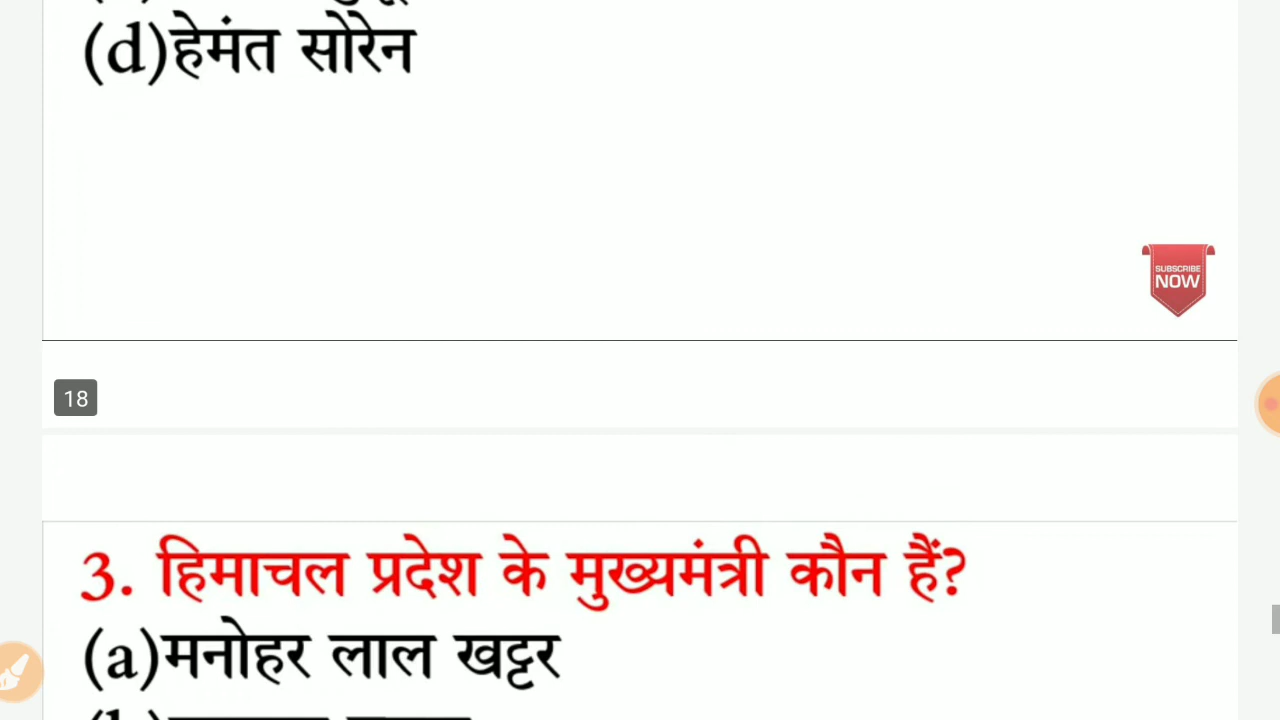 (d)हेमंत सोरेन
SUBSCRIBE
NOW
18
3. हिमाचल प्रदेश के मुख्यमंत्री कौन हैं?
(a)मनोहर लाल खट्टर